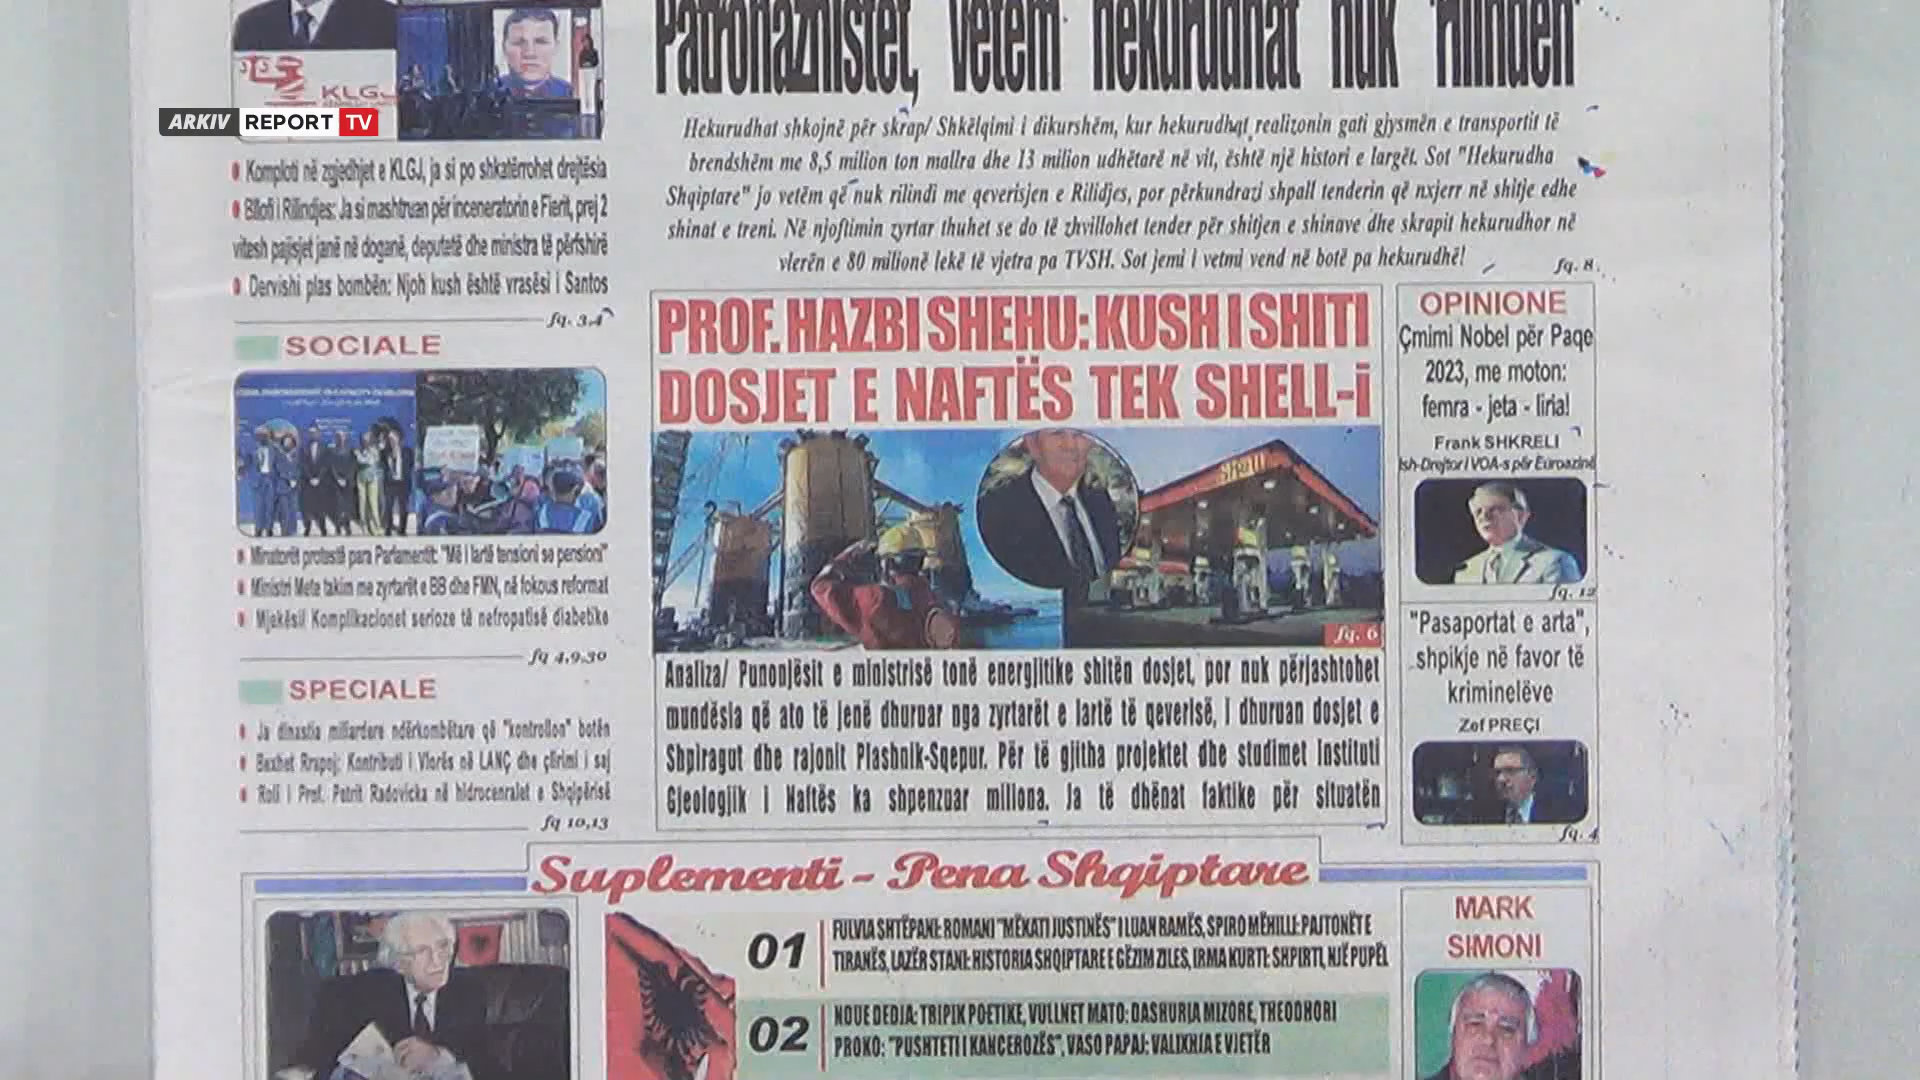 Patronazhistët, vetëm hekurudhat nuk "rilindën"
KLGJ
ARKIV REPORT TV
Hekurudhat shkojnë për skrap/ Shkëlqimi i dikurshëm, kur hekurudhat realizonin gati gjysmën e transportit të
brendshëm me 8,5 milion ton mallra dhe 13 milion udhëtarë në vit, është një histori e largët. Sot "Hekurudha
Shqiptare" jo vetëm që nuk rilindi me qeverisjen e Rilidjes, por përkundrazi shpall tenderin që nxjerr në shitje edhe
shinat e treni. Në njoftimin zyrtar thuhet se do të zhvillohet tender për shitjen e shinave dhe skrapit hekurudhor në
vlerën e 80 milionë lekë të vjetra pa TVSH. Sot jemi i vetmi vend në botë pa hekurudhë!
fq. 8.
Komploti në zgjedhjet e KLGJ, ja si po shkatërrohet drejtësia
Bllofi i Rilindjes: Ja si mashtruan për inceneratorin e Fierit, prej 2
vitesh pajisjet janë në doganë, deputetë dhe ministra të përfshirë
Dervishi plas bombën: Njoh kush është vrasësi i Santos
fq. 3,4
SOCIALE
Minatorët protestë para Parlamentit: "Më i lartë tensioni se pensioni"
Ministri Mete takim me zyrtarët e BB dhe FMN, në fokous reformat
Mjekësi/ Komplikacionet serioze të nefropatisë diabetike
fq 4,9,30
SPECIALE
Ja dinastia miliardere ndërkombëtare që "kontrollon" botën
Baxhet Rrapoj: Kontributi i Vlorës në LANÇ dhe çlirimi i saj
Roli i Prof. Petrit Radovicka në hidrocenralet e Shqipërisë
fq 10,13
PROF. HAZBI SHEHU: KUSH I SHITI
DOSJET E NAFTËS TEK SHELL-i
SHELL
fq. 6
Analiza/ Punonjësit e ministrisë tonë energjitike shitën dosjet, por nuk përjashtohet
mundësia që ato të jenë dhuruar nga zyrtarët e lartë të qeverisë, i dhuruan dosjet e
Shpiragut dhe rajonit Plashnik-Sqepur. Për të gjitha projektet dhe studimet Instituti
Gjeologjik i Naftës ka shpenzuar miliona. Ja të dhënat faktike për situatën
OPINIONE
Çmimi Nobel për Paqe
2023, me moton:
femra - jeta - liria!
Frank SHKRELI
Ish-Drejtor i VOA-s për Euroazinë
fq. 12
"Pasaportat e arta",
shpikje në favor të
kriminelëve
Zef PREÇI
fq. 4
Suplementi - Pena Shqiptare
01
FULVIA SHTËPANI: ROMANI "MËKATI JUSTINËS" I LUAN RAMËS, SPIRO MËHILLI: PAJTONËT E
TIRANËS, LAZËR STANI: HISTORIA SHQIPTARE E GËZIM ZILES, IRMA KURTI: SHPIRTI, NJË PUPËL
02
NDUE DEDJA: TRIPIK POETIKE, VULLNET MATO: DASHURIA MIZORE, THEODHORI
PROKO: "PUSHTETI I KANCEROZËS", VASO PAPAJ: VALIXHJA E VJETËR
MARK
SIMONI